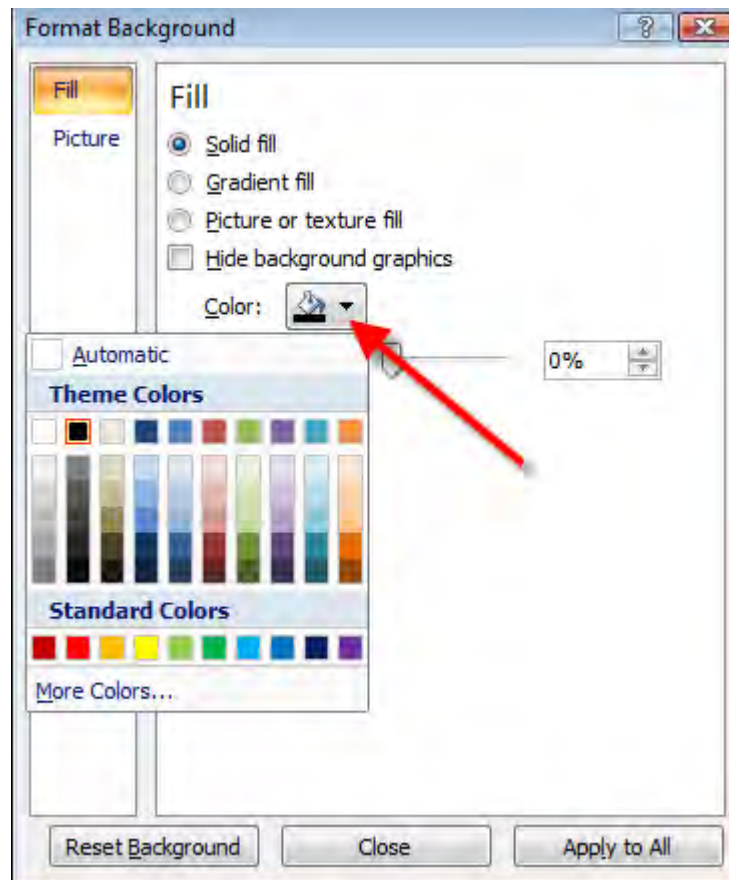 Format Background
Fill
Picture
Fill
Solid fill
Gradient fill
Picture or texture fill
Hide background graphics
Color:
0%
Automatic
Theme Colors
Standard Colors
More Colors...
Reset Background
Close
Apply to All